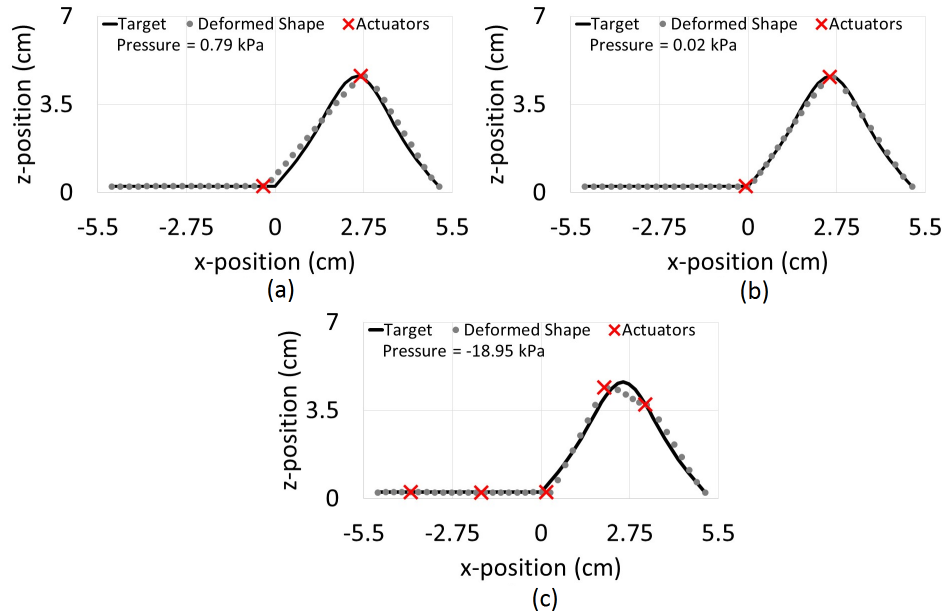 7
Target Deformed Shape Actuators
Pressure = 0.79 kPa
z-position (cm)
3.5
0
-5.5 -2.75 0 2.75 5.5
x-position (cm)
(a)
7
Target Deformed Shape Actuators
Pressure = 0.02 kPa
z-position (cm)
3.5
0
-5.5 -2.75 0 2.75 5.5
x-position (cm)
(b)
7
Target Deformed Shape Actuators
Pressure = -18.95 kPa
z-position (cm)
3.5
0
-5.5 -2.75 0 2.75 5.5
x-position (cm)
(c)